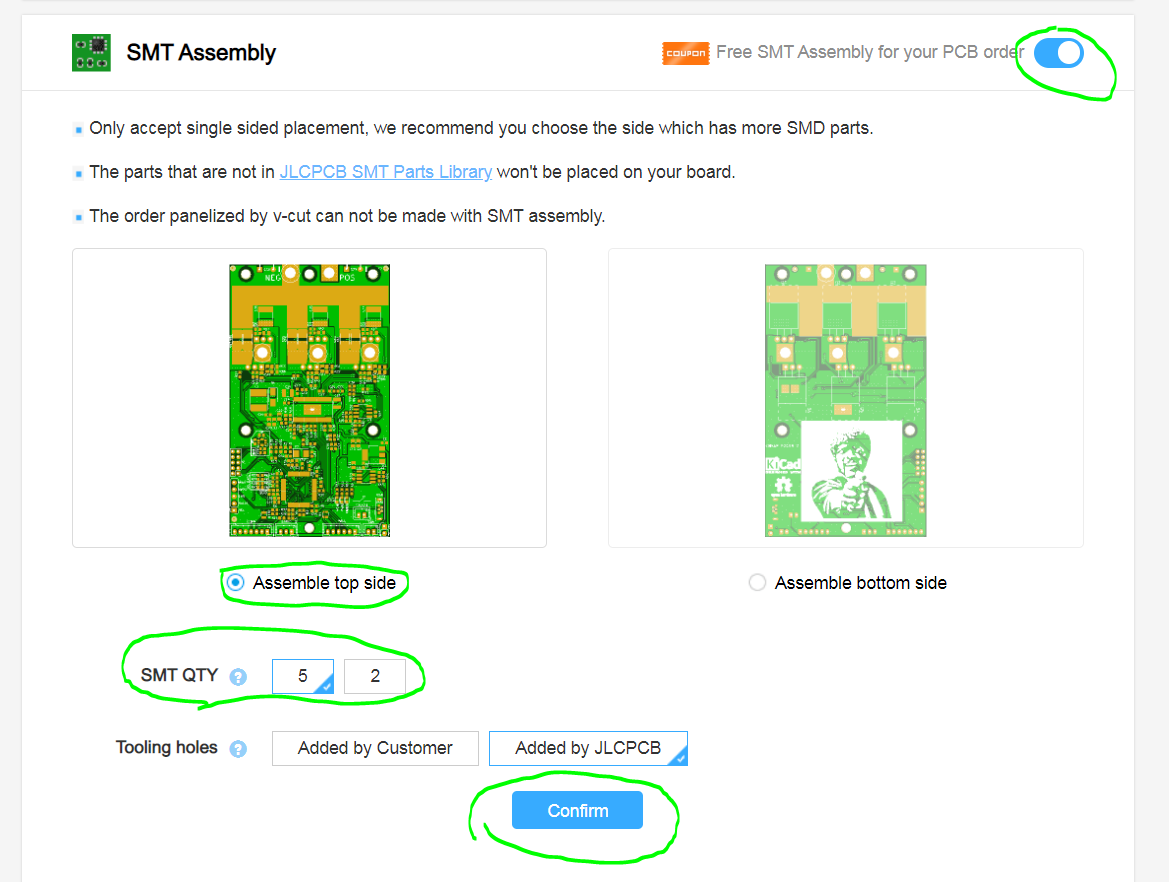 SMT Assembly
COUPON Free SMT Assembly for your PCB order
Only accept single sided placement, we recommend you choose the side which has more SMD parts.
The parts that are not in JLCPCB SMT Parts Library won't be placed on your board.
The order panelized by v-cut can not be made with SMT assembly.
NEG POS
KiCad
Assemble top side
Assemble bottom side
SMT QTY ? 5 2
Tooling holes ? Added by Customer Added by JLCPCB
Confirm